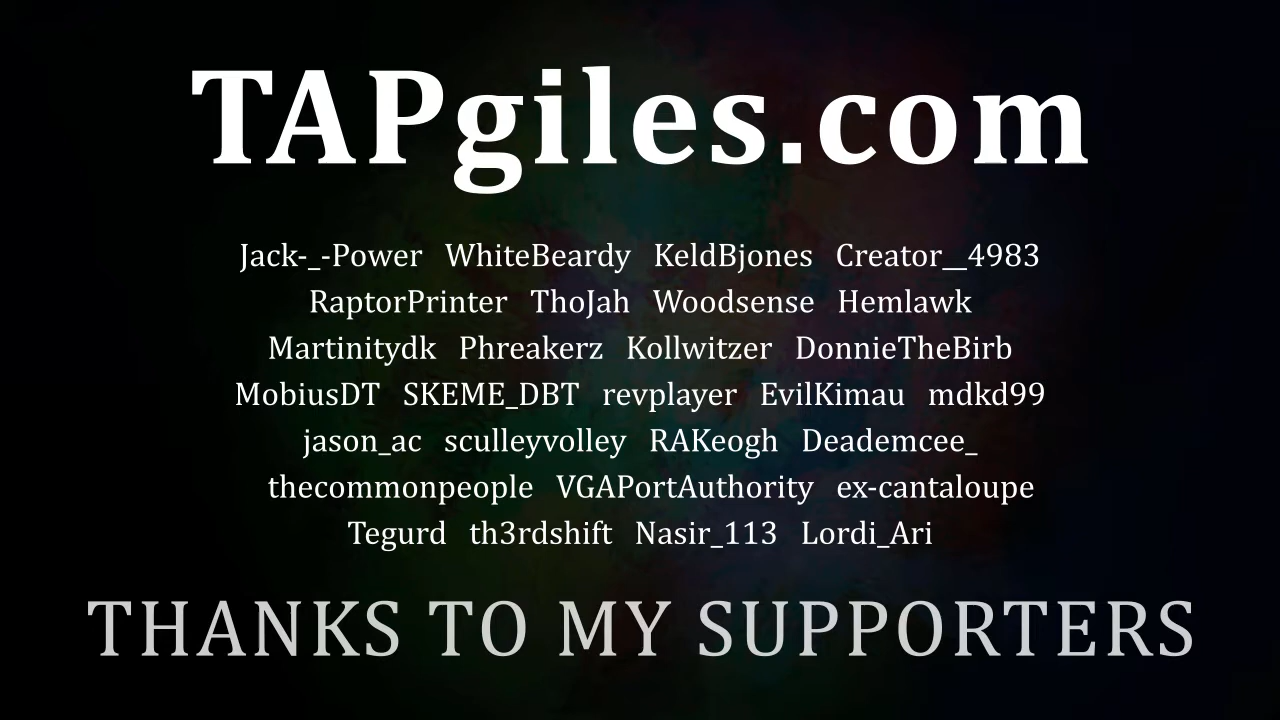 TAPgiles.com
Jack-_-Power WhiteBeardy KeldBjones Creator__4983
RaptorPrinter ThoJah Woodsense Hemlawk
Martinitydk Phreakerz Kollwitzer DonnieTheBirb
MobiusDT SKEME_DBT revplayer EvilKimau mdkd99
jason_ac sculleyvolley RAKeogh Deademcee_
thecommonpeople VGAPortAuthority ex-cantaloupe
Tegurd th3rdshift Nasir_113 Lordi_Ari
THANKS TO MY SUPPORTERS